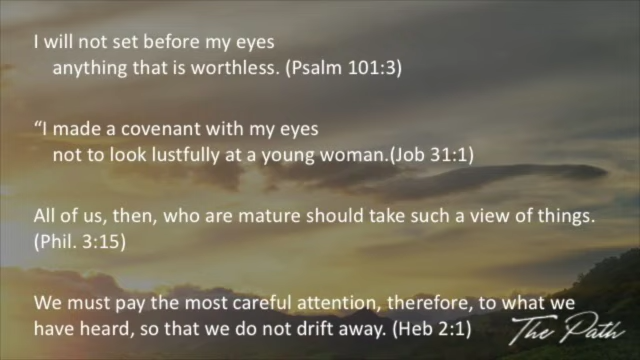 I will not set before my eyes
anything that is worthless. (Psalm 101:3)
“I made a covenant with my eyes
not to look lustfully at a young woman.(Job 31:1)
All of us, then, who are mature should take such a view of things.
(Phil. 3:15)
We must pay the most careful attention, therefore, to what we
have heard, so that we do not drift away. (Heb 2:1)
The Path